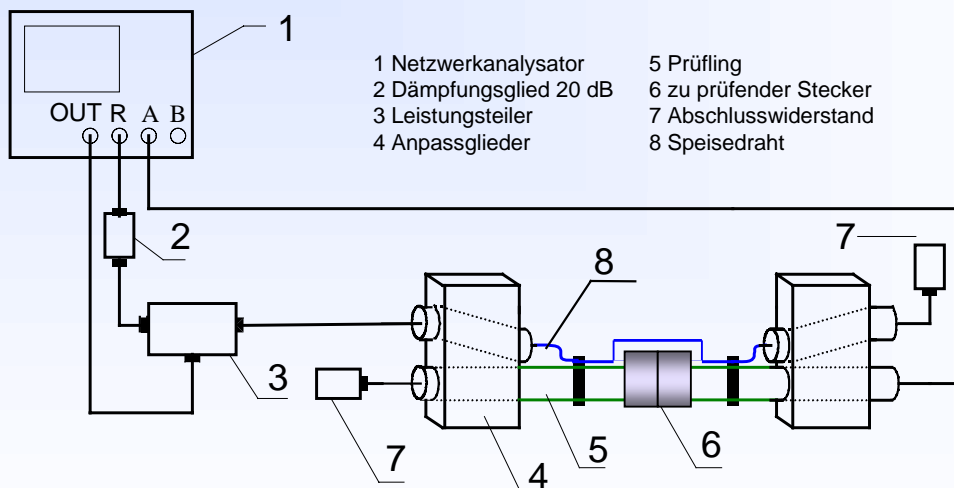 1
1 Netzwerkanalysator
2 Dämpfungsglied 20 dB
3 Leistungsteiler
4 Anpassglieder
5 Prüfling
6 zu prüfender Stecker
7 Abschlusswiderstand
8 Speisedraht
OUT R A B
2
7
8
3
7
4
5
6